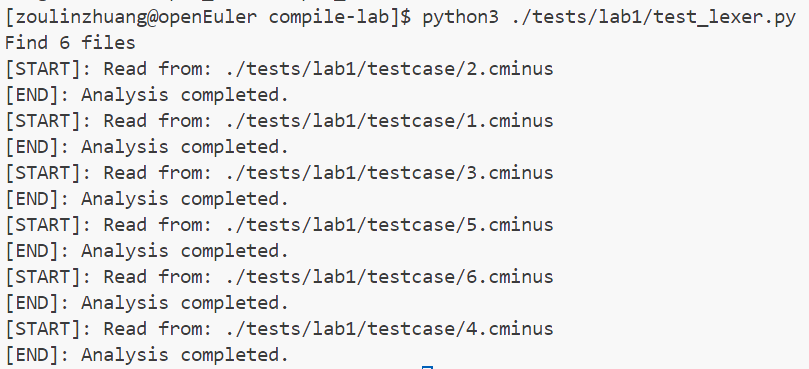 [zoulinzhuang@openEuler compile-lab]$ python3 ./tests/lab1/test_lexer.py
Find 6 files
[START]: Read from: ./tests/lab1/testcase/2.cminus
[END]: Analysis completed.
[START]: Read from: ./tests/lab1/testcase/1.cminus
[END]: Analysis completed.
[START]: Read from: ./tests/lab1/testcase/3.cminus
[END]: Analysis completed.
[START]: Read from: ./tests/lab1/testcase/5.cminus
[END]: Analysis completed.
[START]: Read from: ./tests/lab1/testcase/6.cminus
[END]: Analysis completed.
[START]: Read from: ./tests/lab1/testcase/4.cminus
[END]: Analysis completed.